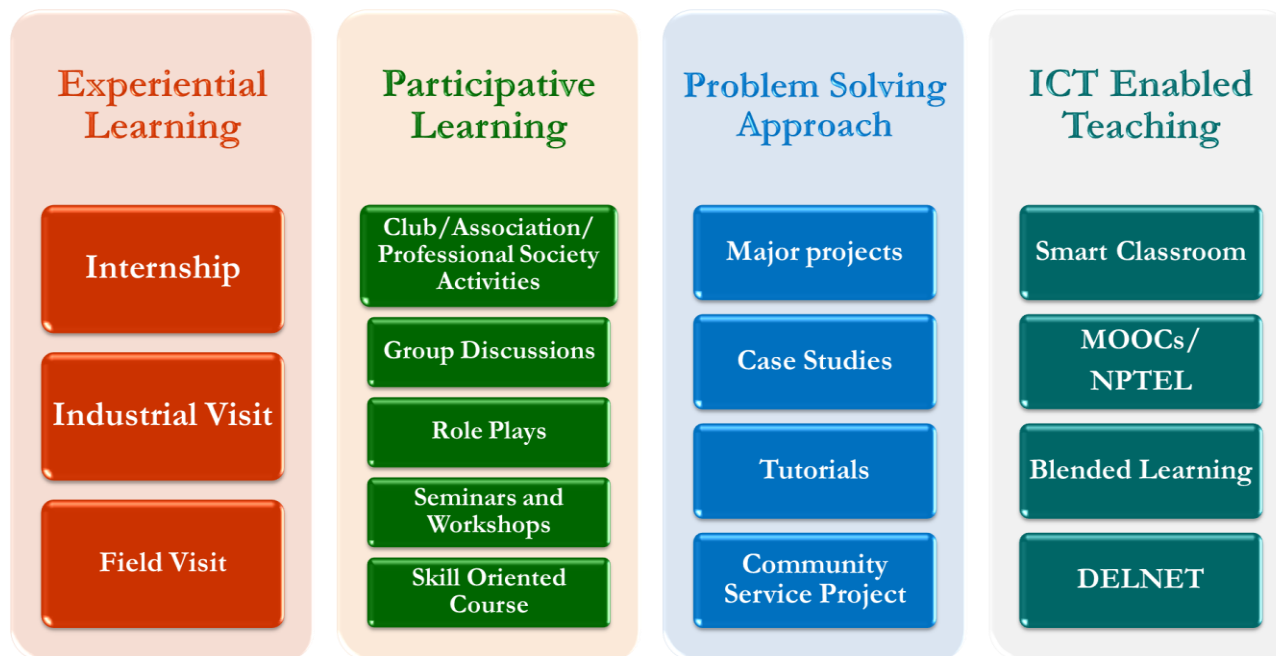 Experiential
Learning
Internship
Industrial Visit
Field Visit
Participative
Learning
Club/Association/
Professional Society
Activities
Group Discussions
Role Plays
Seminars and
Workshops
Skill Oriented
Course
Problem Solving
Approach
Major projects
Case Studies
Tutorials
Community
Service Project
ICT Enabled
Teaching
Smart Classroom
MOOCs/
NPTEL
Blended Learning
DELNET